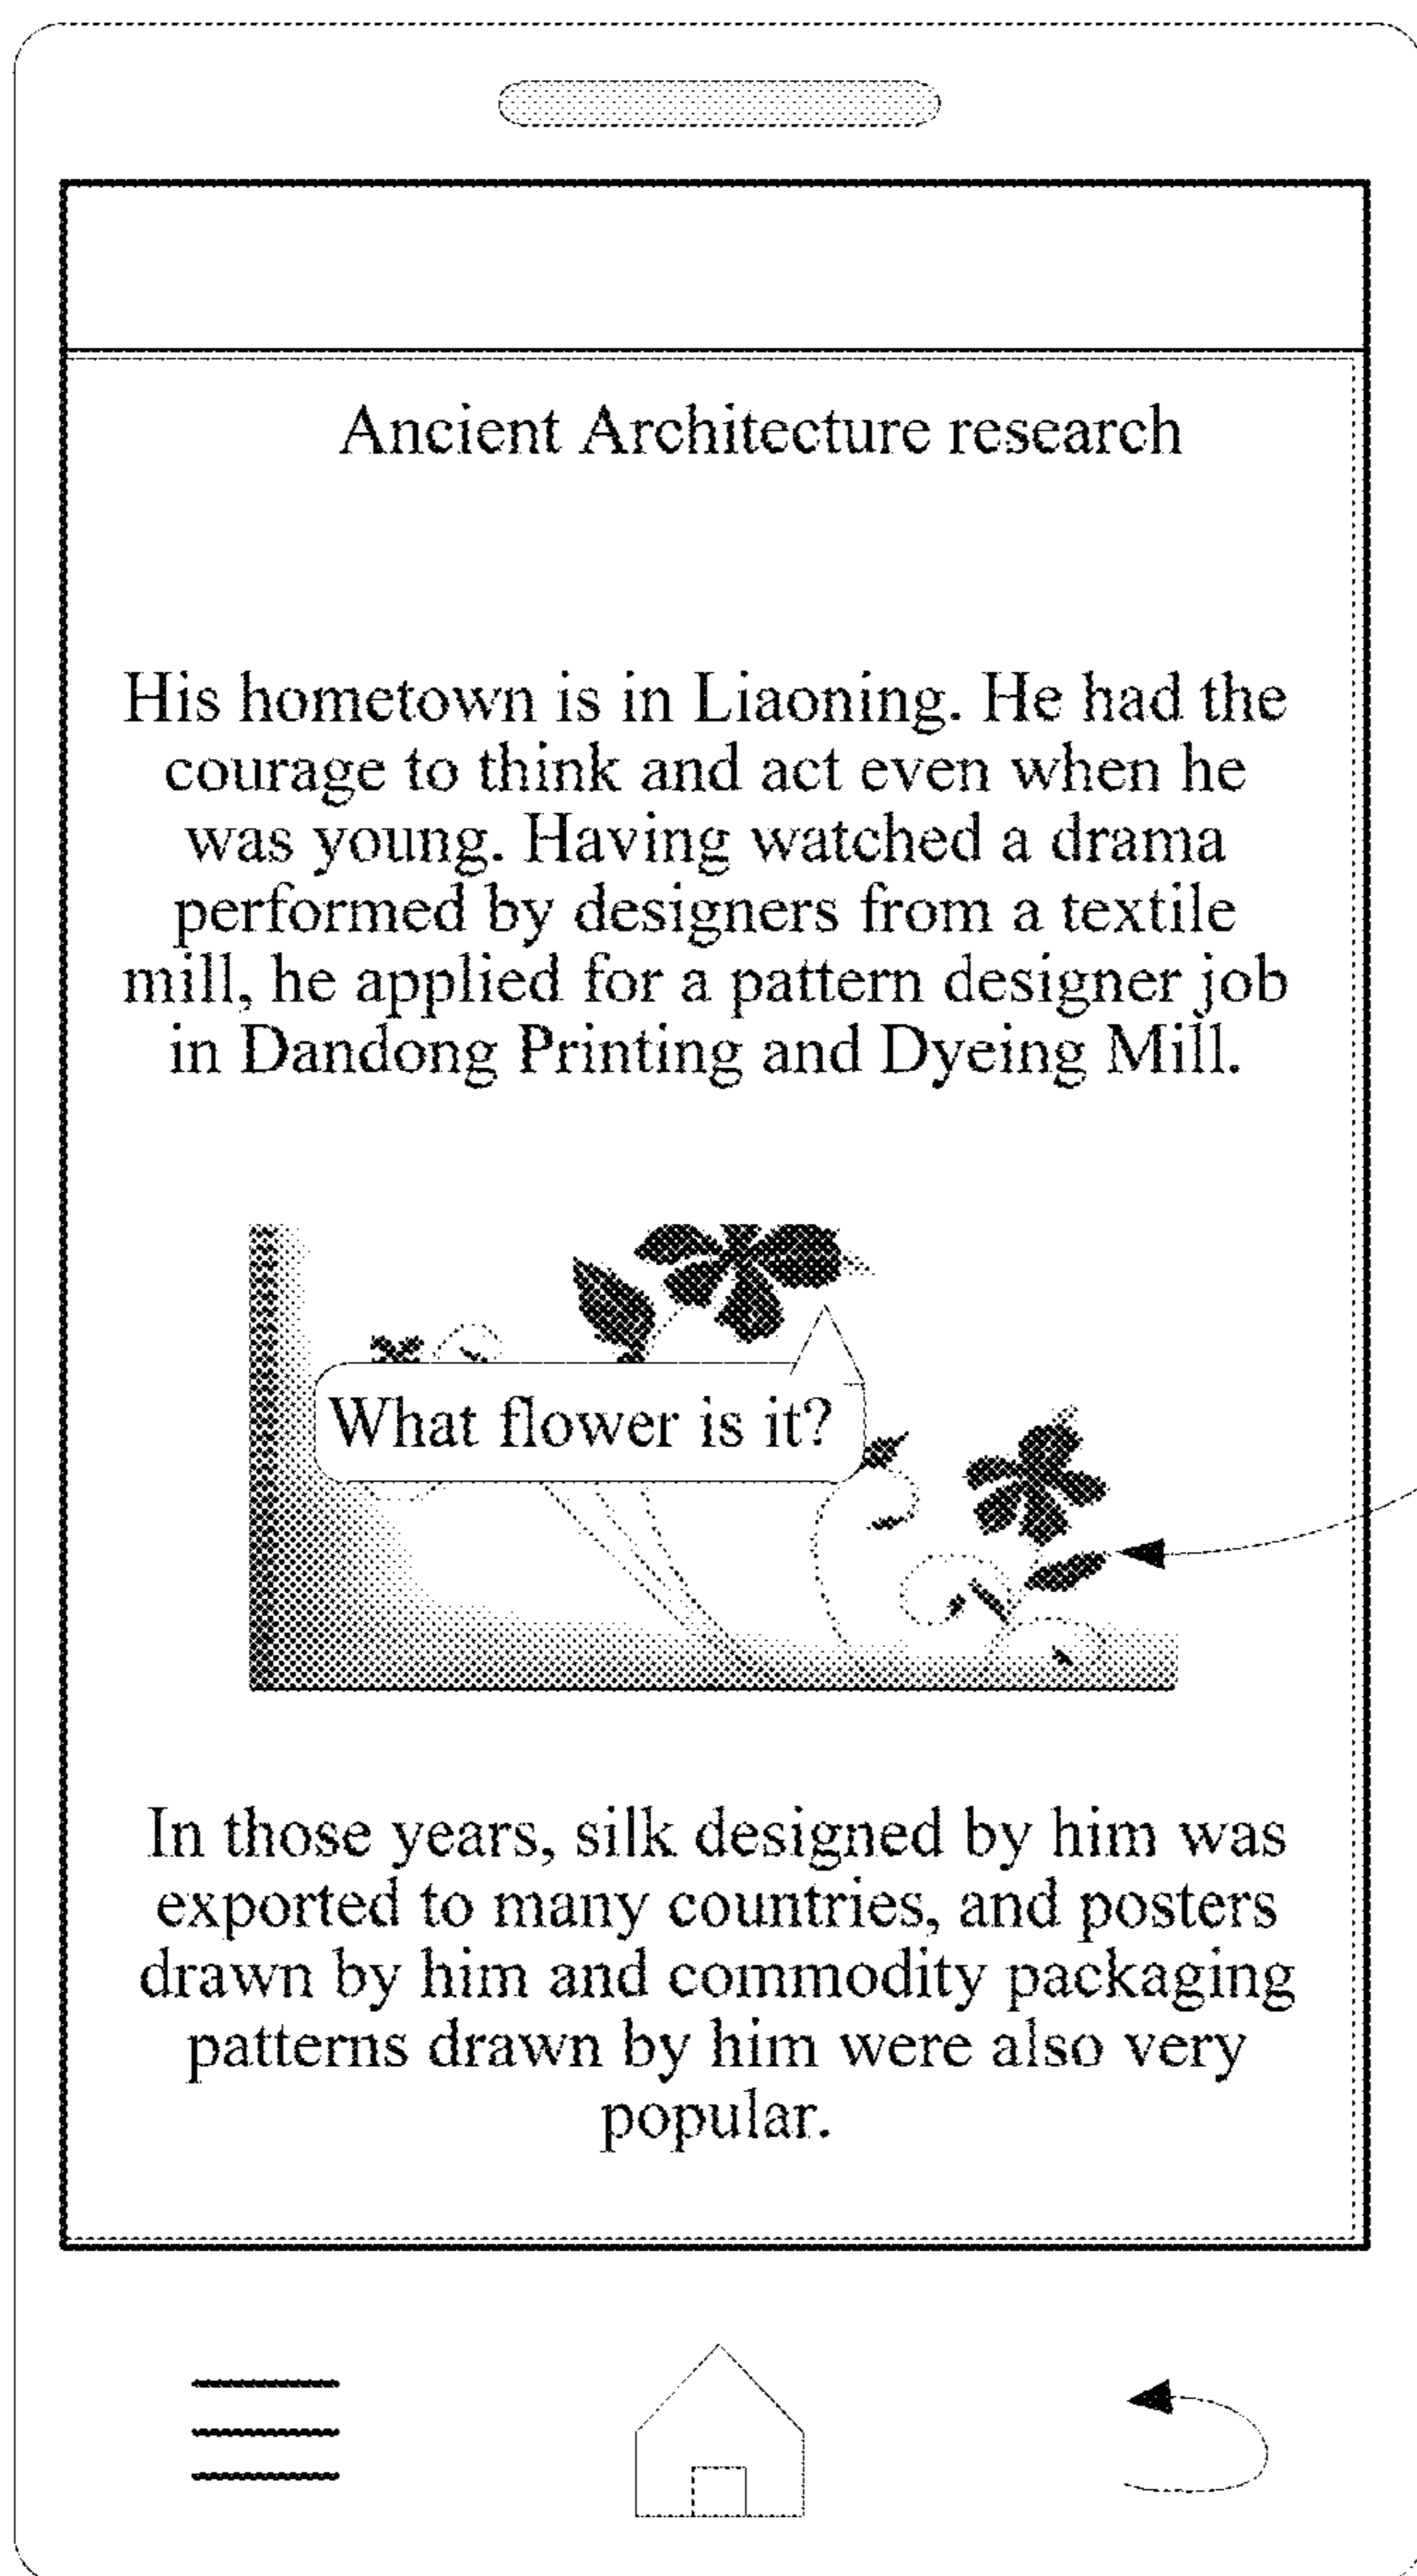 Ancient Architecture research
His hometown is in Liaoning. He had the
courage to think and act even when he
was young. Having watched a drama
performed by designers from a textile
mill, he applied for a pattern designer job
in Dandong Printing and Dyeing Mill.
What flower is it?
In those years, silk designed by him was
exported to many countries, and posters
drawn by him and commodity packaging
patterns drawn by him were also very
popular.